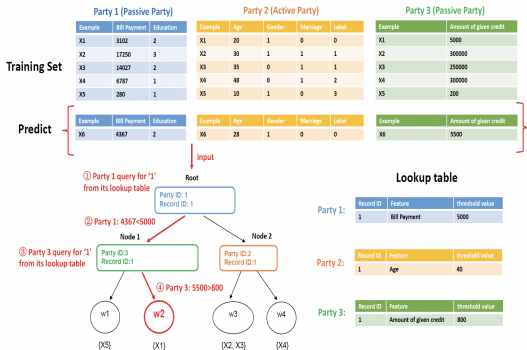 Party 1 (Passive Party)
Party 2 (Active Party)
Party 3 (Passive Party)
Training Set
Example Bill Payment Education
X1 3102 2
X2 17250 3
X3 14027 2
X4 6787 1
X5 280 1
Example Age Gender Marriage Label
X1 20 1 0 0
X2 30 1 1 1
X3 35 0 1 1
X4 48 0 1 2
X5 10 1 0 3
Example Amount of given credit
X1 5000
X2 300000
X3 250000
X4 300000
X5 200
Predict
Example Bill Payment Education
X6 4367 2
Example Age Gender Marriage Label
X6 28 1 0 0
Example Amount of given credit
X6 5500
input
① Party 1 query for '1'
from its lookup table
Root
Party ID: 1
Record ID: 1
② Party 1: 4367<5000
Node 1
Node 2
③ Party 3 query for '1'
from its lookup table
Party ID:3
Record ID:1
Party ID:2
Record ID:1
④ Party 3: 5500>800
w1
w2
w3
w4
{X5}
{X1}
{X2, X3}
{X4}
Lookup table
Party 1:
Record ID Feature threshold value
1 Bill Payment 5000
Party 2:
Record ID Feature threshold value
1 Age 40
Party 3:
Record ID Feature threshold value
1 Amount of given credit 800